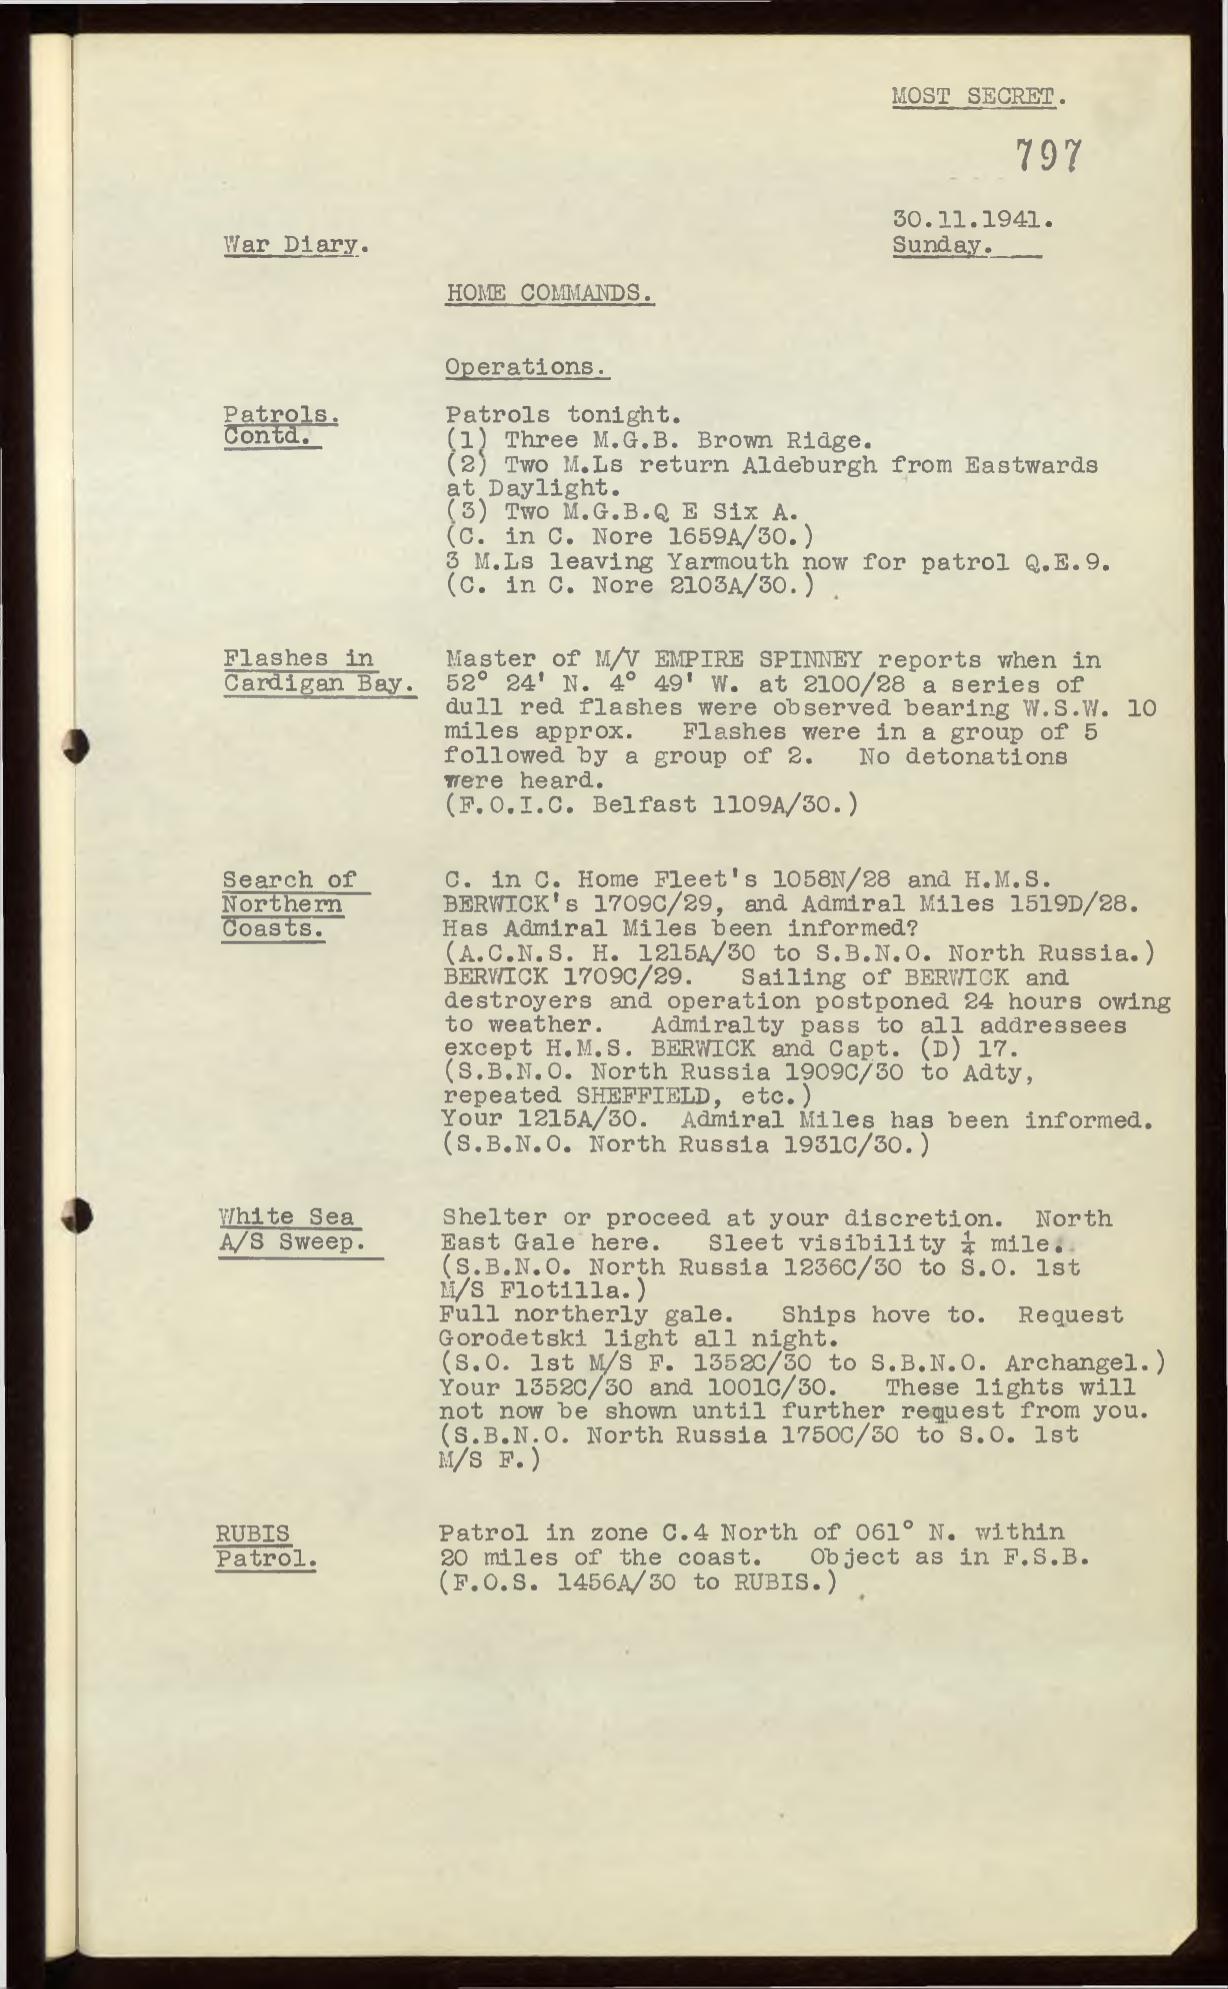 MOST SECRET.
797
30.11.1941.
War Diary.
Sunday.
HOME COMMANDS.
Operations.
Patrols.
Contd.
Patrols tonight.
(1) Three M.G.B. Brown Ridge.
(2) Two M.Ls return Aldeburgh from Eastwards
at Daylight.
(3) Two M.G.B.Q E Six A.
(C. in C. Nore 1659A/30.)
3 M.Ls leaving Yarmouth now for patrol Q.E.9.
(C. in C. Nore 2103A/30.)
Flashes in
Cardigan Bay.
Master of M/V EMPIRE SPINNEY reports when in
52° 24' N. 4° 49' W. at 2100/28 a series of
dull red flashes were observed bearing W.S.W. 10
miles approx. Flashes were in a group of 5
followed by a group of 2. No detonations
were heard.
(F.O.I.C. Belfast 1109A/30.)
Search of
Northern
Coasts.
C. in C. Home Fleet's 1058N/28 and H.M.S.
BERWICK's 1709C/29, and Admiral Miles 1519D/28.
Has Admiral Miles been informed?
(A.C.N.S. H. 1215A/30 to S.B.N.O. North Russia.)
BERWICK 1709C/29. Sailing of BERWICK and
destroyers and operation postponed 24 hours owing
to weather. Admiralty pass to all addressees
except H.M.S. BERWICK and Capt. (D) 17.
(S.B.N.O. North Russia 1909C/30 to Adty,
repeated SHEFFIELD, etc.)
Your 1215A/30. Admiral Miles has been informed.
(S.B.N.O. North Russia 1931C/30.)
White Sea
A/S Sweep.
Shelter or proceed at your discretion. North
East Gale here. Sleet visibility ¼ mile.
(S.B.N.O. North Russia 1236C/30 to S.O. 1st
M/S Flotilla.)
Full northerly gale. Ships hove to. Request
Gorodetski light all night.
(S.O. 1st M/S F. 1352C/30 to S.B.N.O. Archangel.)
Your 1352C/30 and 1001C/30. These lights will
not now be shown until further request from you.
(S.B.N.O. North Russia 1750C/30 to S.O. 1st
M/S F.)
RUBIS
Patrol.
Patrol in zone C.4 North of 061° N. within
20 miles of the coast. Object as in F.S.B.
(F.O.S. 1456A/30 to RUBIS.)